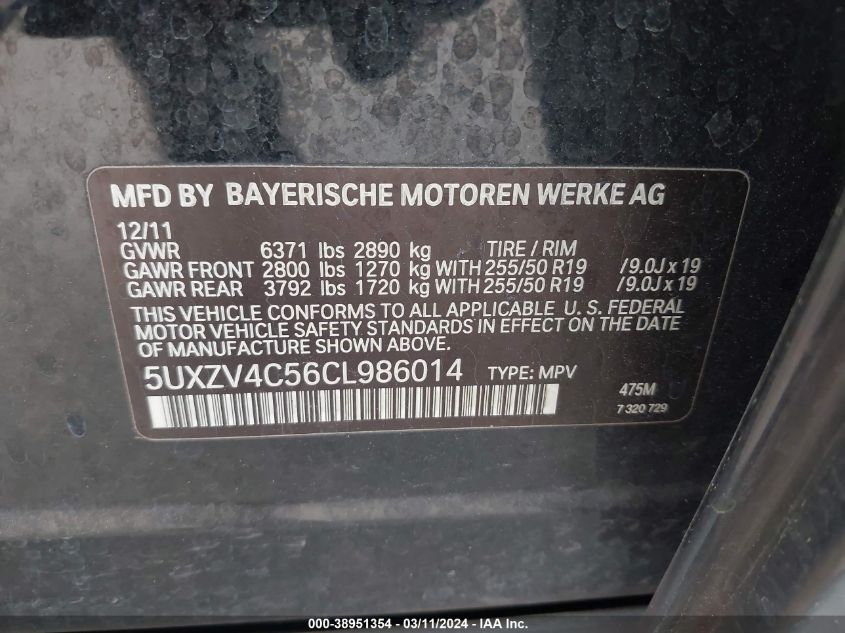 MFD BY BAYERISCHE MOTOREN WERKE AG
12/11
GVWR 6371 lbs 2890 kg TIRE / RIM
GAWR FRONT 2800 lbs 1270 kg WITH 255/50 R19 /9.0J x 19
GAWR REAR 3792 lbs 1720 kg WITH 255/50 R19 /9.0J x 19
THIS VEHICLE CONFORMS TO ALL APPLICABLE U. S. FEDERAL
MOTOR VEHICLE SAFETY STANDARDS IN EFFECT ON THE DATE
OF MANUFACTURE SHOWN ABOVE.
5UXZV4C56CL986014 TYPE: MPV 475M
7 320 729
000-38951354 - 03/11/2024 - Copyright © 2024 IAA, Inc.